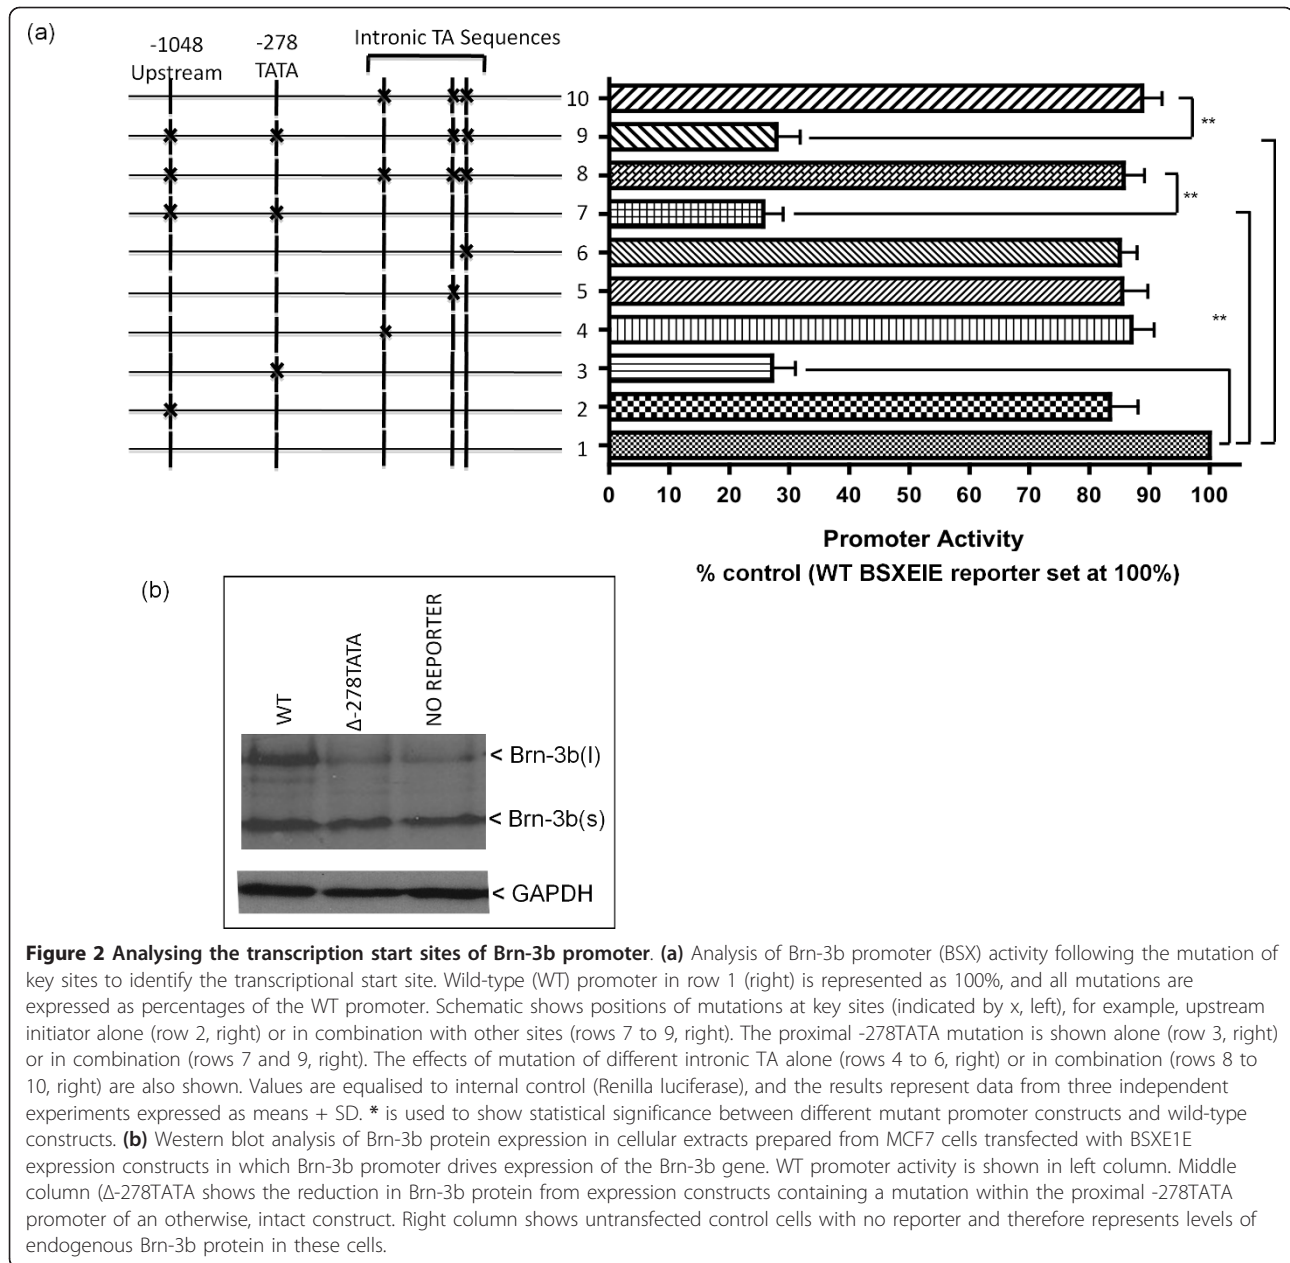 (a)
-1048
Upstream
-278
TATA
Intronic TA Sequences
10
9
8
7
6
5
4
3
2
1
**
**
**
0 10 20 30 40 50 60 70 80 90 100
Promoter Activity
% control (WT BSXEIE reporter set at 100%)
(b)
WT
Δ-278TATA
NO REPORTER
< Brn-3b(l)
< Brn-3b(s)
< GAPDH
Figure 2 Analysing the transcription start sites of Brn-3b promoter. (a) Analysis of Brn-3b promoter (BSX) activity following the mutation of
key sites to identify the transcriptional start site. Wild-type (WT) promoter in row 1 (right) is represented as 100%, and all mutations are
expressed as percentages of the WT promoter. Schematic shows positions of mutations at key sites (indicated by x, left), for example, upstream
initiator alone (row 2, right) or in combination with other sites (rows 7 to 9, right). The proximal -278TATA mutation is shown alone (row 3, right)
or in combination (rows 7 and 9, right). The effects of mutation of different intronic TA alone (rows 4 to 6, right) or in combination (rows 8 to
10, right) are also shown. Values are equalised to internal control (Renilla luciferase), and the results represent data from three independent
experiments expressed as means + SD. * is used to show statistical significance between different mutant promoter constructs and wild-type
constructs. (b) Western blot analysis of Brn-3b protein expression in cellular extracts prepared from MCF7 cells transfected with BSXE1E
expression constructs in which Brn-3b promoter drives expression of the Brn-3b gene. WT promoter activity is shown in left column. Middle
column (Δ-278TATA shows the reduction in Brn-3b protein from expression constructs containing a mutation within the proximal -278TATA
promoter of an otherwise, intact construct. Right column shows untransfected control cells with no reporter and therefore represents levels of
endogenous Brn-3b protein in these cells.